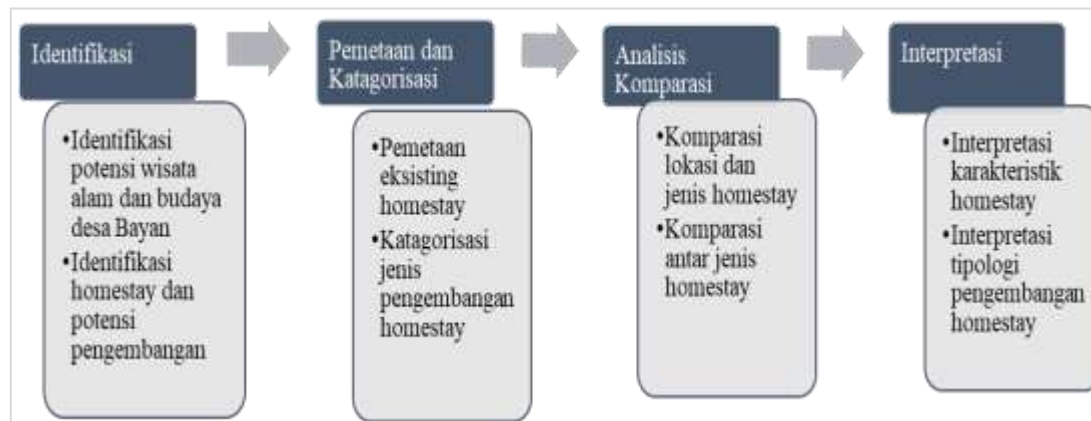 Identifikasi
•Identifikasi
potensi wisata
alam dan budaya
desa Bayan
•Identifikasi
homestay dan
potensi
pengembangan
Pemetaan dan
Katagorisasi
•Pemetaan
eksisting
homestay
•Katagorisasi
jenis
pengembangan
homestay
Analisis
Komparasi
•Komparasi
lokasi dan
jenis homestay
•Komparasi
antar jenis
homestay
Interpretasi
•Interpretasi
karakteristik
homestay
•Interpretasi
tipologi
pengembangan
homestay